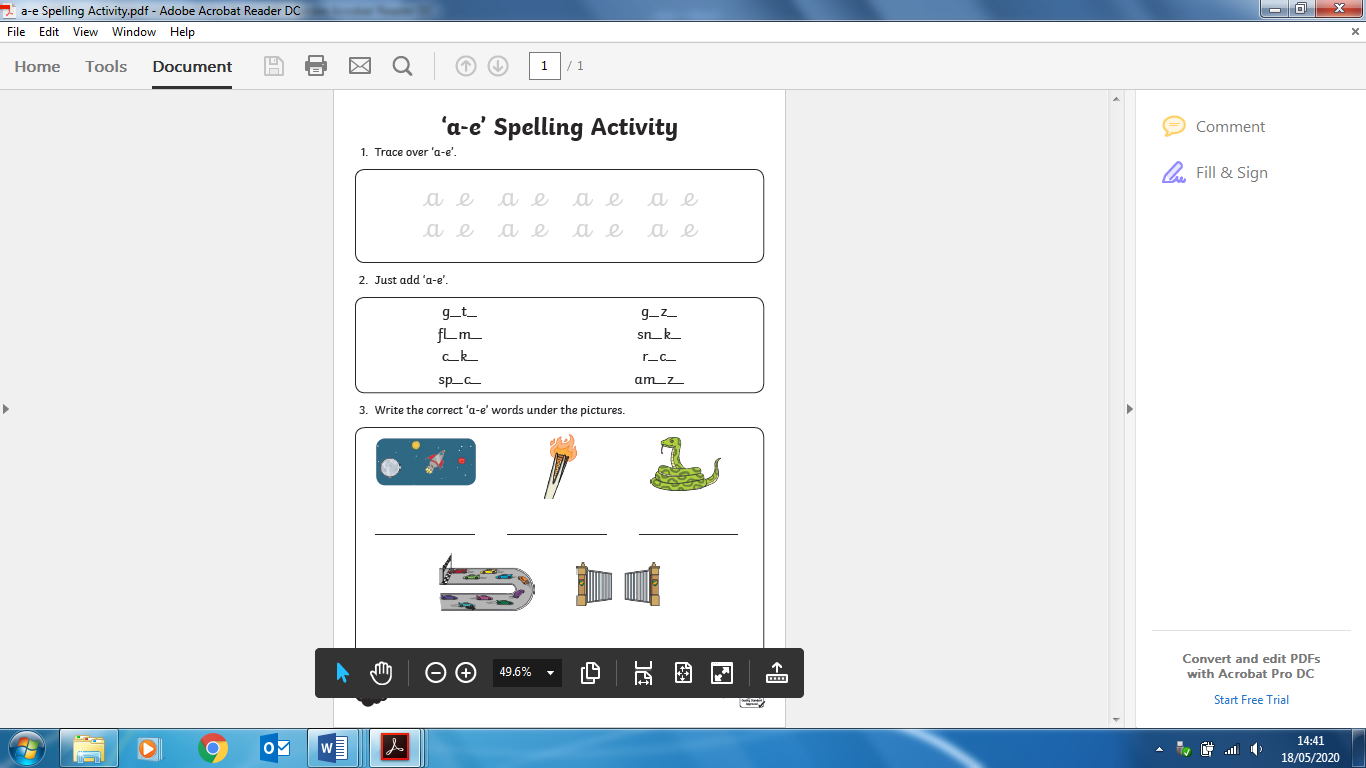 a-e Spelling Activity.pdf - Adobe Acrobat Reader DC
File Edit View Window Help
Home Tools Document 1 / 1
‘a-e’ Spelling Activity
1. Trace over ‘a-e’.
a e a e a e a e
a e a e a e a e
2. Just add ‘a-e’.
g_t_ g_z_
fl_m_ sn_k_
c_k_ r_c_
sp_c_ am_z_
3. Write the correct ‘a-e’ words under the pictures.
49.6%
Comment
Fill & Sign
Convert and edit PDFs
with Acrobat Pro DC
Start Free Trial
14:41
18/05/2020